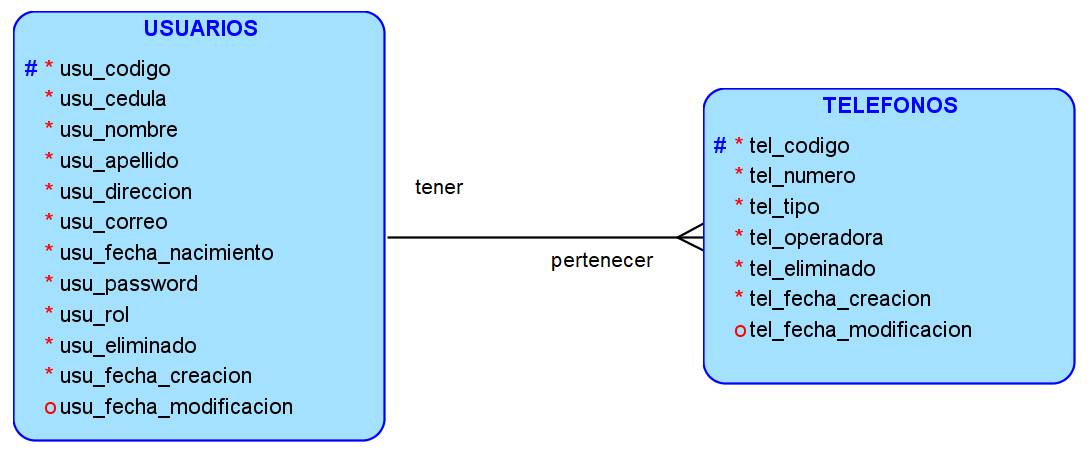 USUARIOS
# * usu_codigo
* usu_cedula
* usu_nombre
* usu_apellido
* usu_direccion
* usu_correo
* usu_fecha_nacimiento
* usu_password
* usu_rol
* usu_eliminado
* usu_fecha_creacion
o usu_fecha_modificacion
tener
pertenecer
TELEFONOS
# * tel_codigo
* tel_numero
* tel_tipo
* tel_operadora
* tel_eliminado
* tel_fecha_creacion
o tel_fecha_modificacion